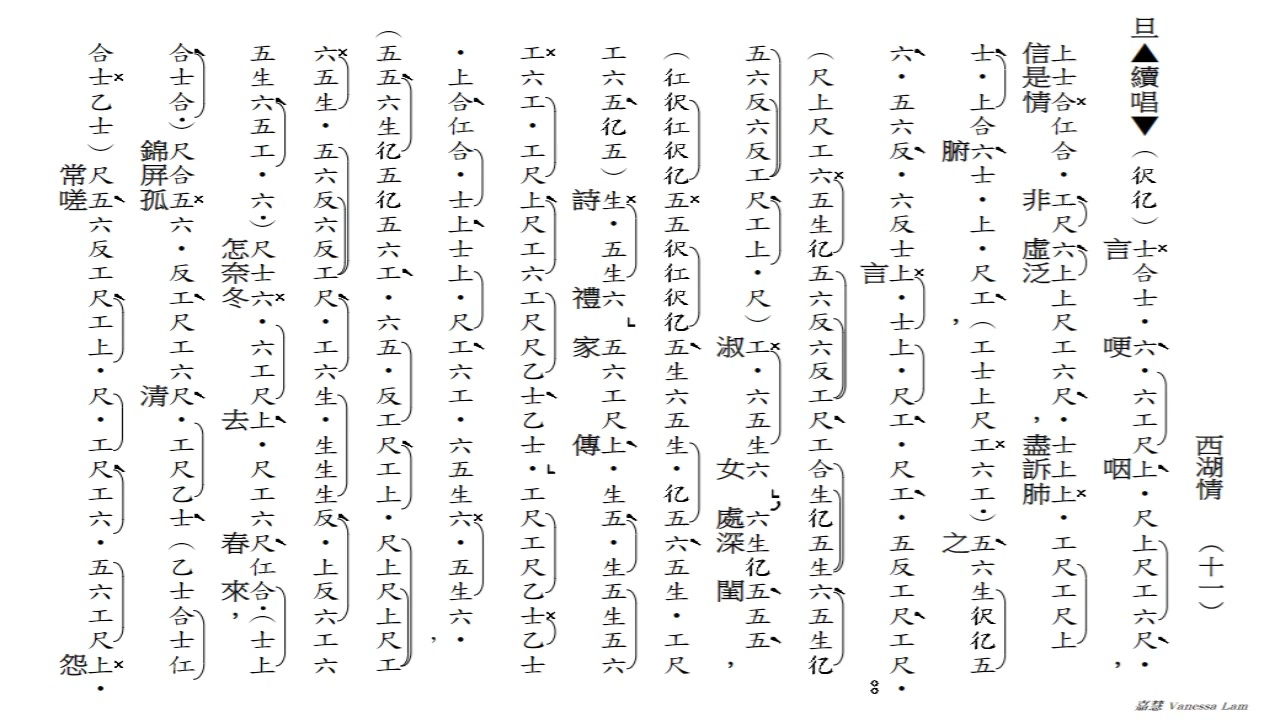 西湖情 （十一）
旦▲續唱▼（伬亿）士合士・六・六工尺上・尺上尺工六尺・
言哽咽，
上士合仜合・工尺六上上尺工六尺・士上上・工尺工尺上
信是情非虛泛，盡訴肺
士・上合六士・上・尺工（工士上尺工六工・）五六生伬亿五
腑，之
六・五六反・六反士上・士上・尺工・尺工・五反工尺工尺・
言：
（尺上尺工六五生亿五六反六反工尺工合生亿五生六五生亿
五六反六反工尺工上・尺）工・六五生六六生亿五五五
淑女處深閨，
（仜伬仜伬亿五五伬仜伬亿五生六五生・亿五六五生・工尺
工六五亿五）生・五生六五六工尺上・生五・生五生五六
詩禮家傳
工六工・工尺上尺工六工尺尺乙士乙士・工尺工尺乙士乙士
・上合仜合・士上士上・尺工六工・六五生六・五生六・，
（五五六生亿五亿五六工・六五・反工尺工上・尺上尺上尺工
六五生・五六反六反工尺・工六生・生生生反・上反六工六
五生六五工・六・）尺士六・六工尺上・尺工六尺仜合・（士上
怎奈冬去春來，
合士合・）尺合五六・反工尺工六尺・工尺乙士（乙士合士仜
錦屏孤清
合士乙士）尺五六反工尺工上・尺・工尺工六・五六工尺上・
常嗟怨
嘉慧 Vanessa Lam